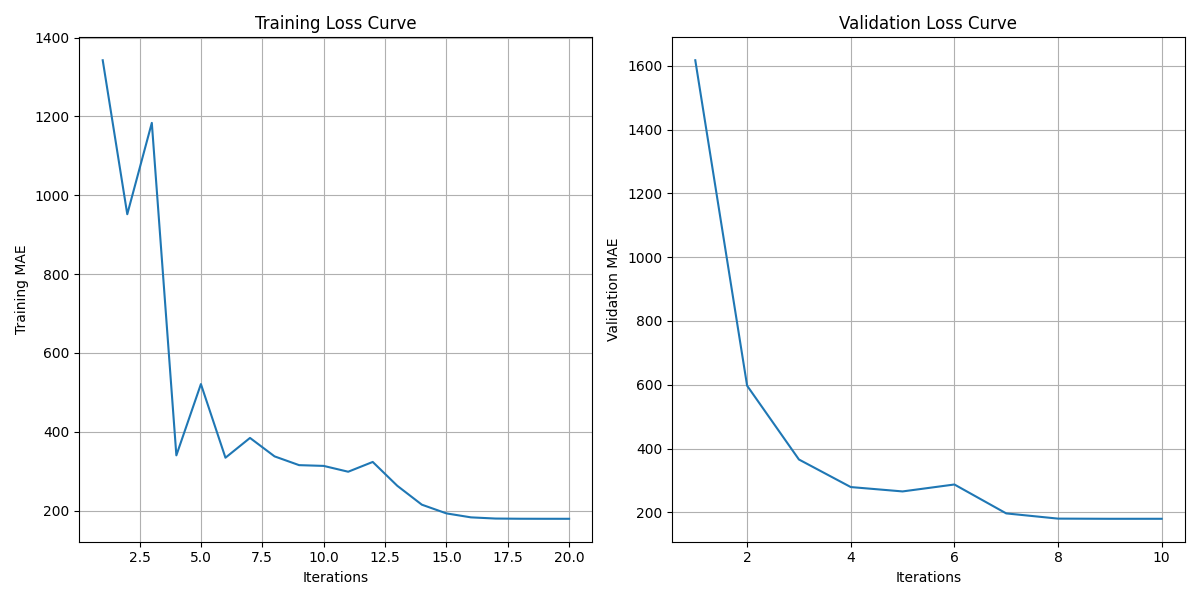 Training Loss Curve
1400
1200
1000
800
600
400
200
Training MAE
2.5 5.0 7.5 10.0 12.5 15.0 17.5 20.0
Iterations
Validation Loss Curve
1600
1400
1200
1000
800
600
400
200
Validation MAE
2 4 6 8 10
Iterations